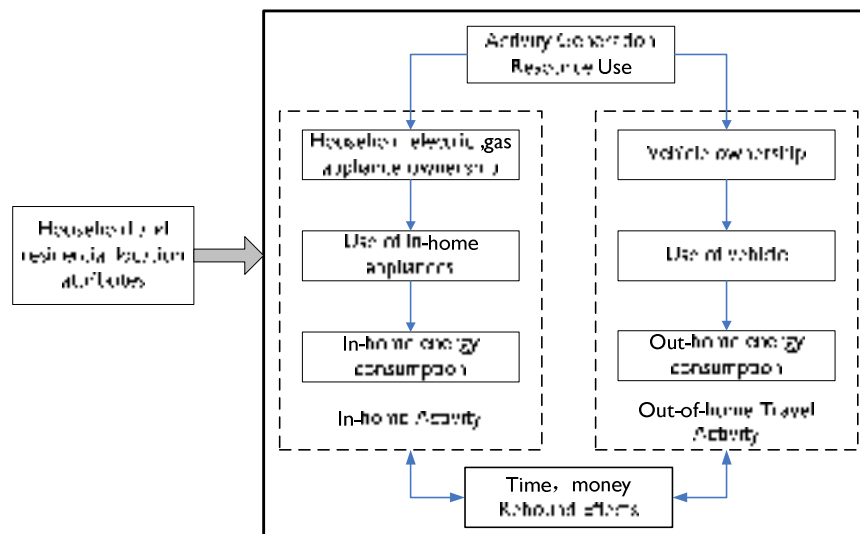 Activity Generation
Resource Use
Household electric ,gas
appliance ownership
Vehicle ownership
Household and
residential location
attributes
Use of in-home
appliances
Use of vehicle
In-home energy
consumption
Out-home energy
consumption
In-home Activity
Out-of-home Travel
Activity
Time, money
Rebound Effects